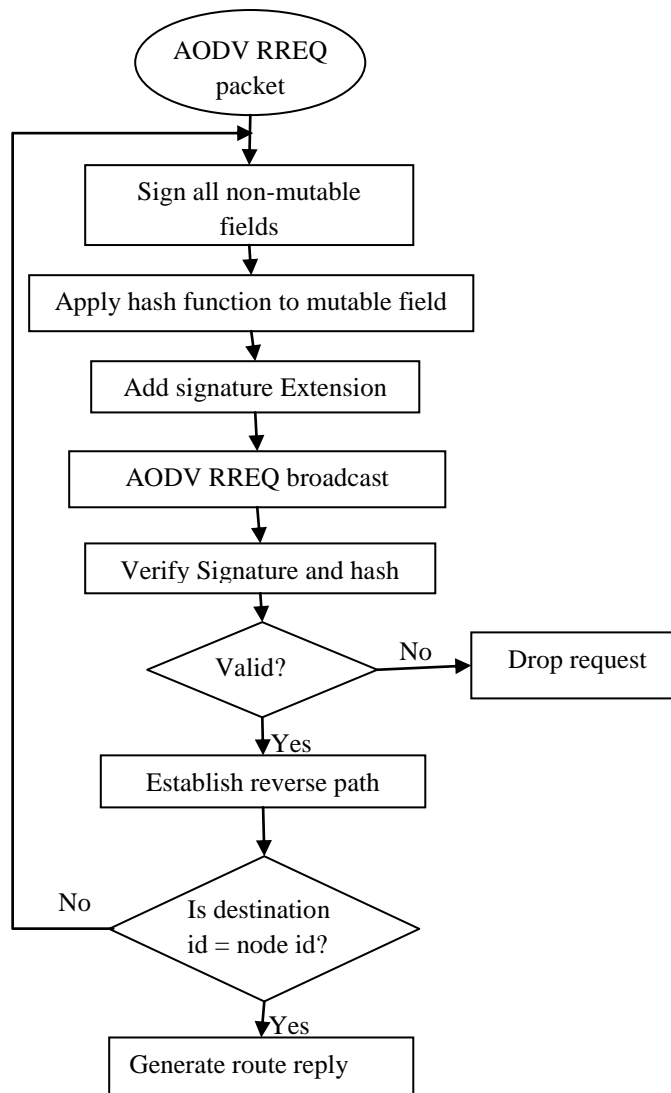 AODV RREQ
packet
Sign all non-mutable
fields
Apply hash function to mutable field
Add signature Extension
AODV RREQ broadcast
Verify Signature and hash
Valid?
No
Drop request
Yes
Establish reverse path
No
Is destination
id = node id?
Yes
Generate route reply